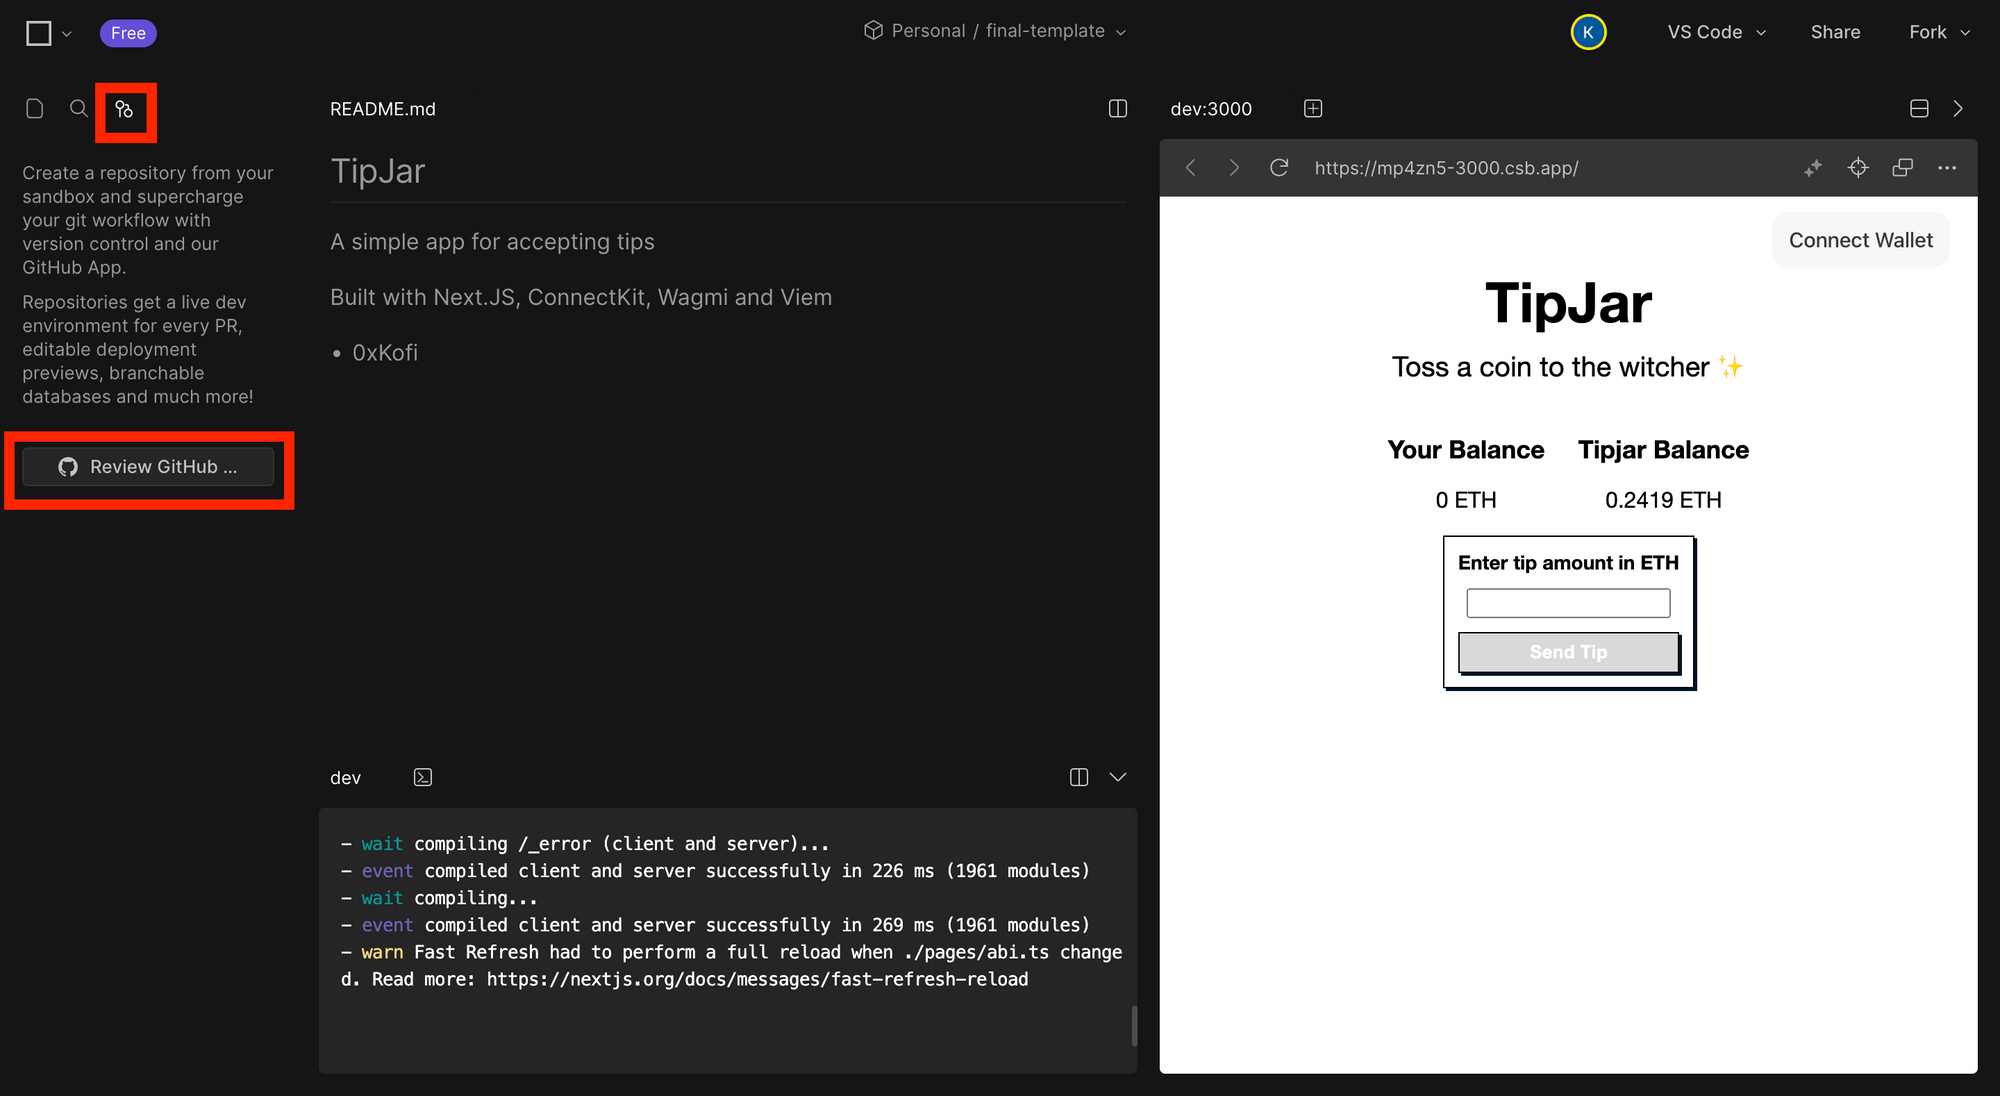 Free
Personal / final-template
K
VS Code
Share
Fork
Create a repository from your
sandbox and supercharge
your git workflow with
version control and our
GitHub App.
Repositories get a live dev
environment for every PR,
editable deployment
previews, branchable
databases and much more!
Review GitHub ...
README.md
TipJar
A simple app for accepting tips
Built with Next.JS, ConnectKit, Wagmi and Viem
• 0xKofi
dev
– wait compiling /_error (client and server)...
– event compiled client and server successfully in 226 ms (1961 modules)
– wait compiling...
– event compiled client and server successfully in 269 ms (1961 modules)
– warn Fast Refresh had to perform a full reload when ./pages/abi.ts change
d. Read more: https://nextjs.org/docs/messages/fast-refresh-reload
dev:3000
https://mp4zn5-3000.csb.app/
Connect Wallet
TipJar
Toss a coin to the witcher ✨
Your Balance Tipjar Balance
0 ETH 0.2419 ETH
Enter tip amount in ETH
Send Tip